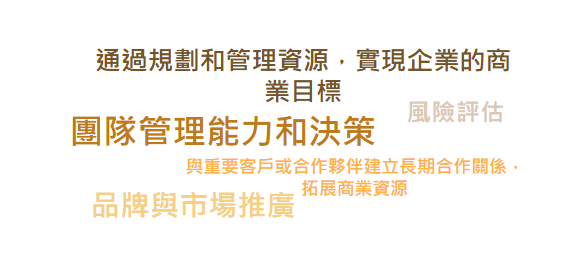 通過規劃和管理資源，實現企業的商
業目標
風險評估
團隊管理能力和決策
與重要客戶或合作夥伴建立長期合作關係，
拓展商業資源
品牌與市場推廣